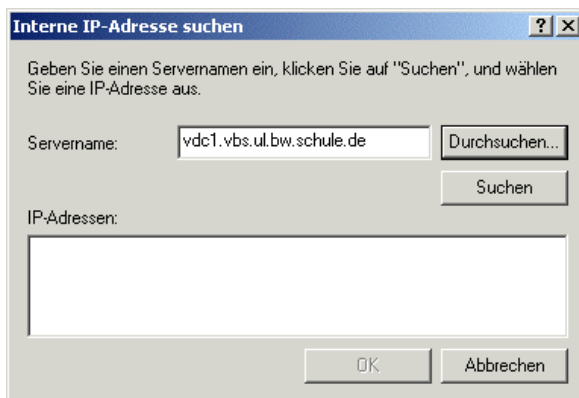 Interne IP-Adresse suchen
Geben Sie einen Servernamen ein, klicken Sie auf "Suchen", und wählen
Sie eine IP-Adresse aus.
Servername: vdc1.vbs.ul.bw.schule.de Durchsuchen...
Suchen
IP-Adressen:
OK Abbrechen